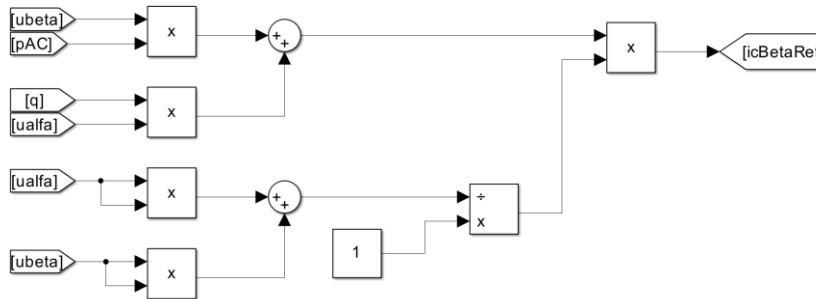 [ubeta]
[pAC]
x
+
+
x
[icBetaRef
[q]
[ualfa]
x
[ualfa]
x
+
+
÷
x
1
[ubeta]
x